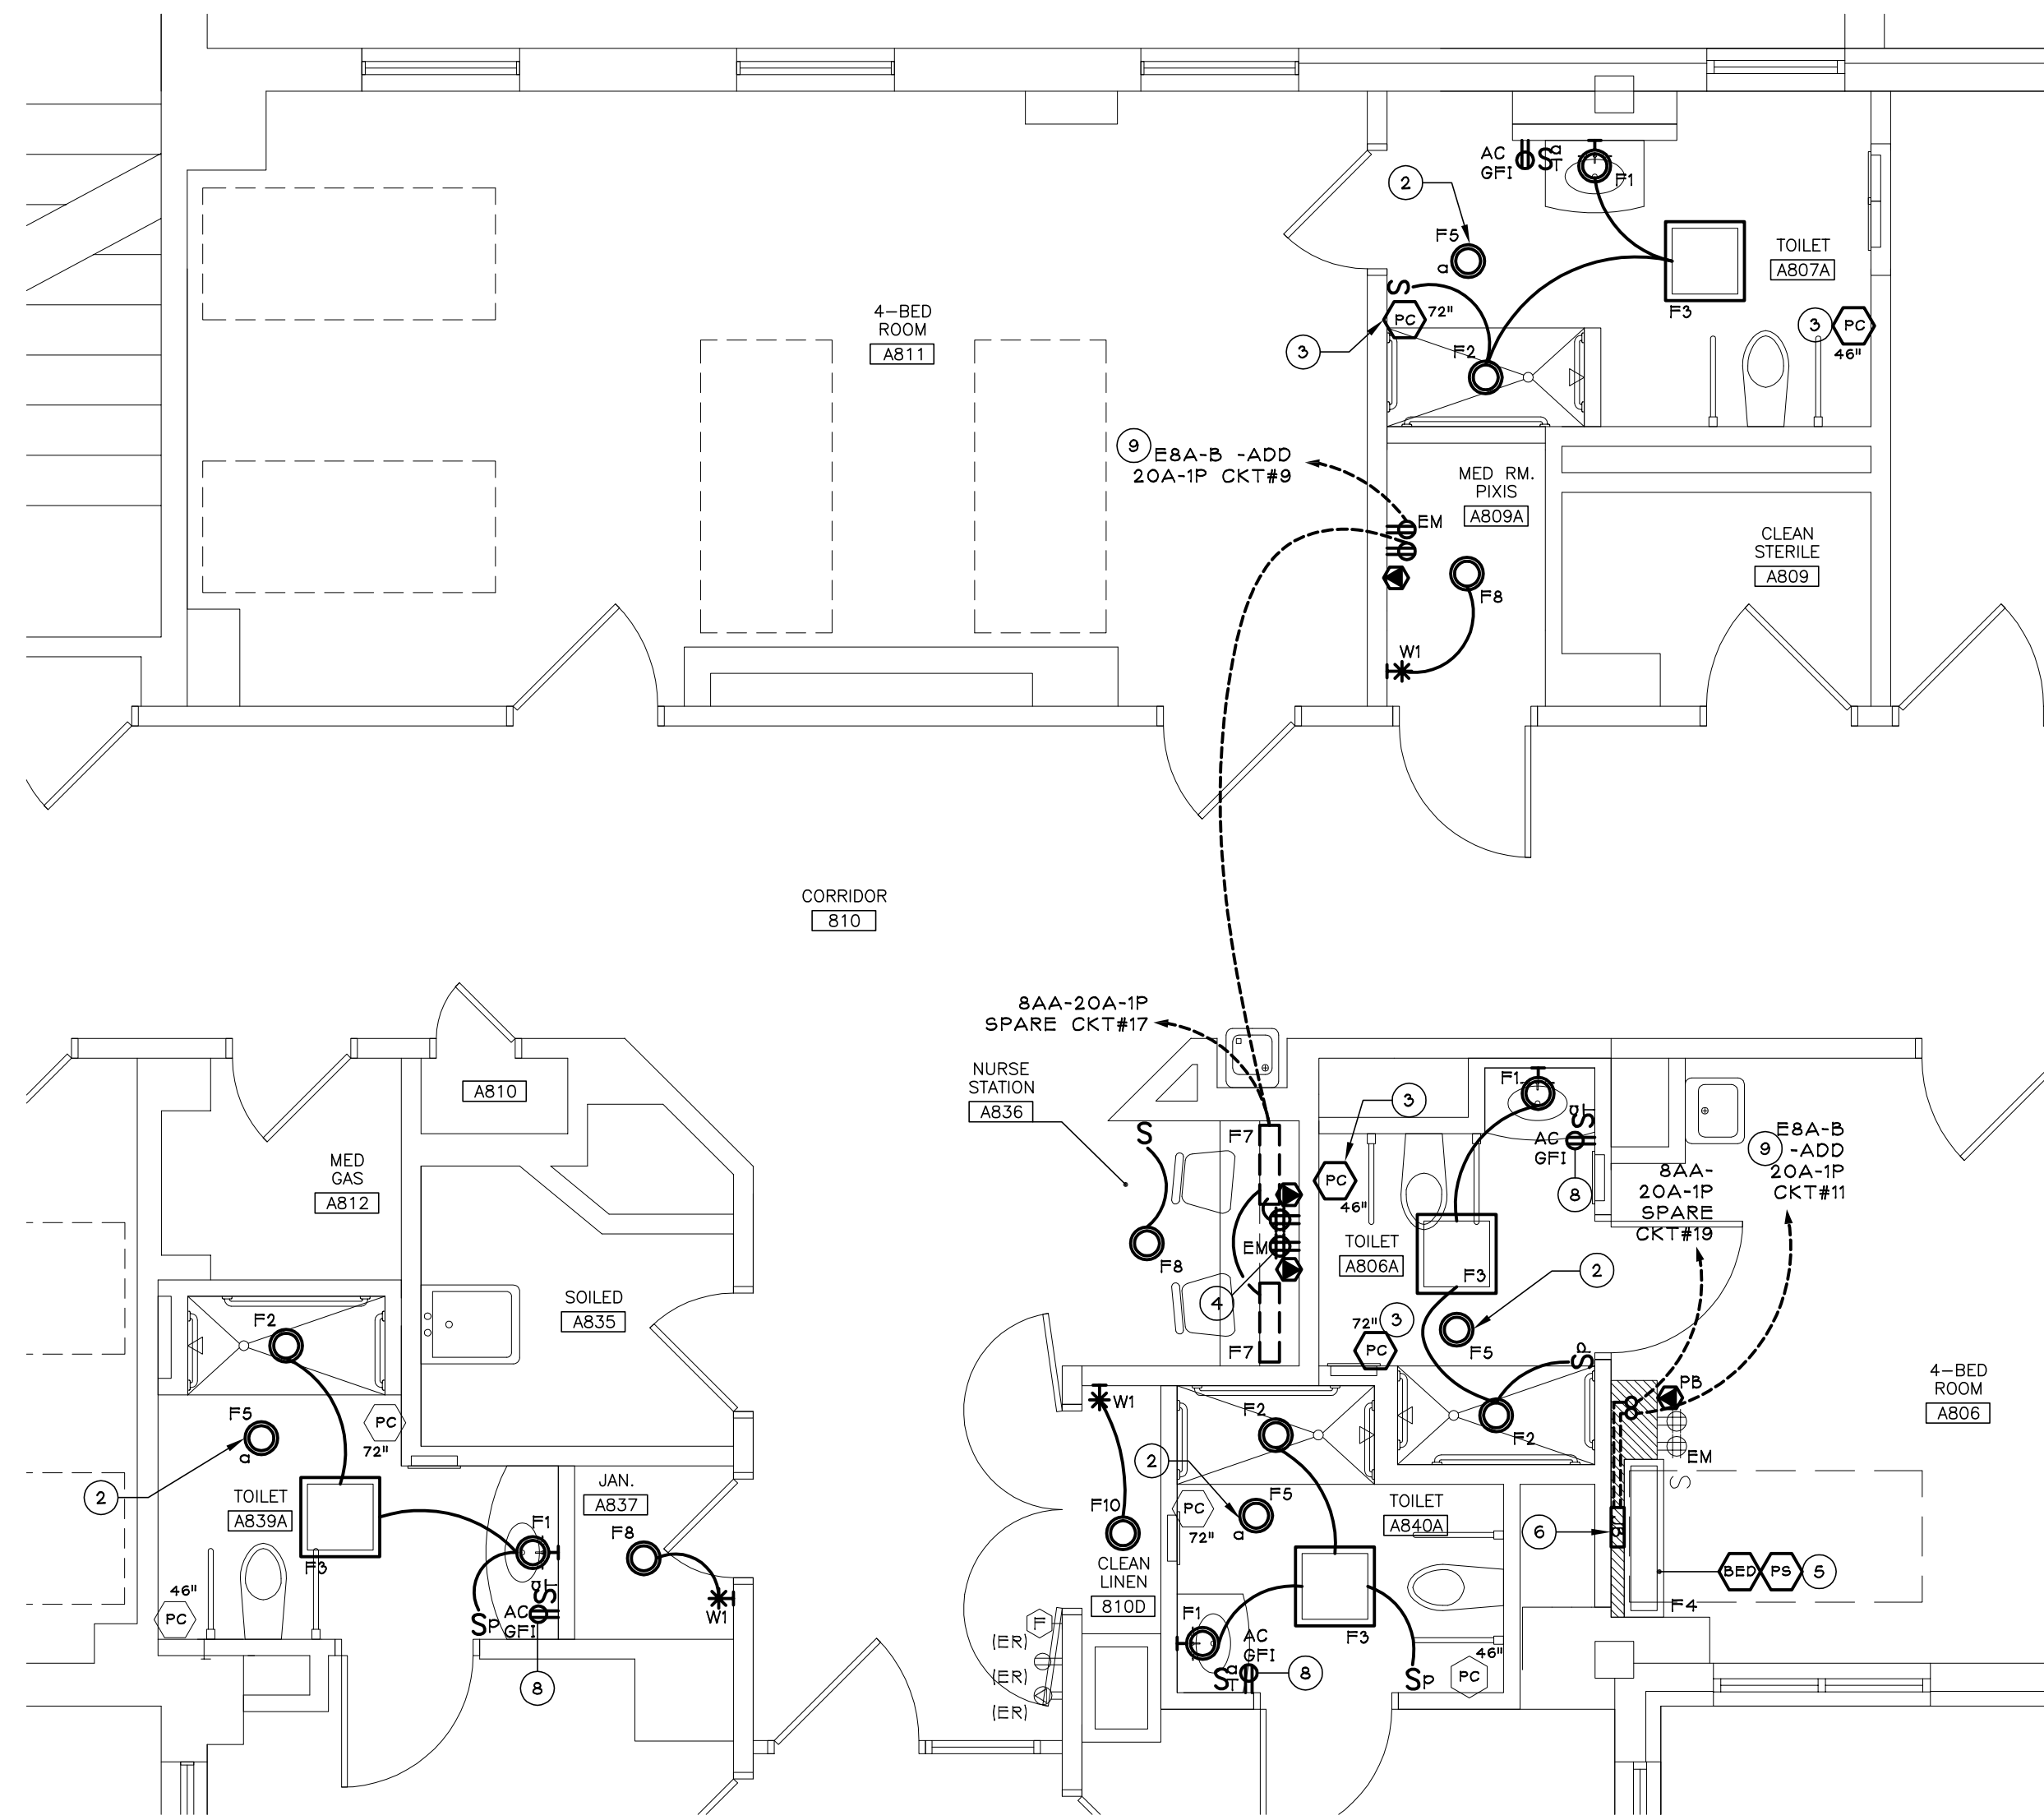 AC
GFI
S
a
T
F1
2
F5
a
TOILET
A807A
S
F3
PC
72"
3
PC
46"
3
F2
4-BED
ROOM
A811
9
E8A-B -ADD
20A-1P CKT#9
MED RM.
PIXIS
A809A
EM
CLEAN
STERILE
A809
F8
W1
CORRIDOR
810
8AA-20A-1P
SPARE CKT#17
NURSE
STATION
A836
A810
S
F7
3
F1
a
ST
AC
GFI
8
PC
46"
9
E8A-B
-ADD
20A-1P
CKT#11
8AA-
20A-1P
SPARE
CKT#19
MED
GAS
A812
EM
F8
TOILET
A806A
F3
2
SOILED
A835
4
F7
72"
3
PC
F5
Sp
F2
PB
4-BED
ROOM
A806
F2
W1
F2
F5
a
PC
72"
2
EM
S
2
TOILET
A839A
JAN.
A837
F10
F5
a
PC
72"
TOILET
A840A
6
J
F3
F1
F8
CLEAN
LINEN
810D
BED
PS
5
F4
46"
PC
a
ST
Sp
AC
GFI
W1
F
(ER)
(ER)
(ER)
F1
AC
GFI
a
ST
8
F3
Sp
46"
PC
8